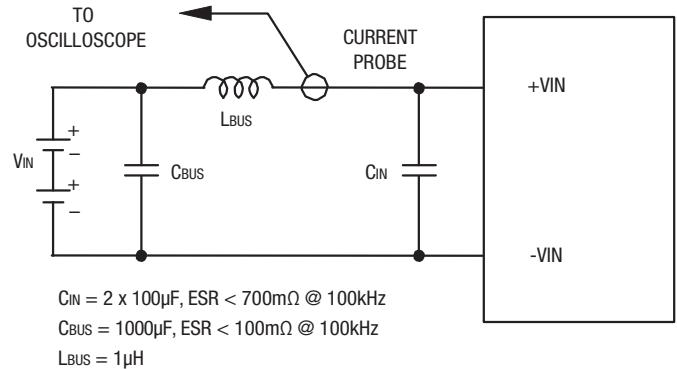 TO
OSCILLOSCOPE
CURRENT
PROBE
+VIN
LBUS
VIN
+
−
+
−
CBUS
CIN
-VIN
CIN = 2 x 100µF, ESR < 700mΩ @ 100kHz
CBUS = 1000µF, ESR < 100mΩ @ 100kHz
LBUS = 1µH